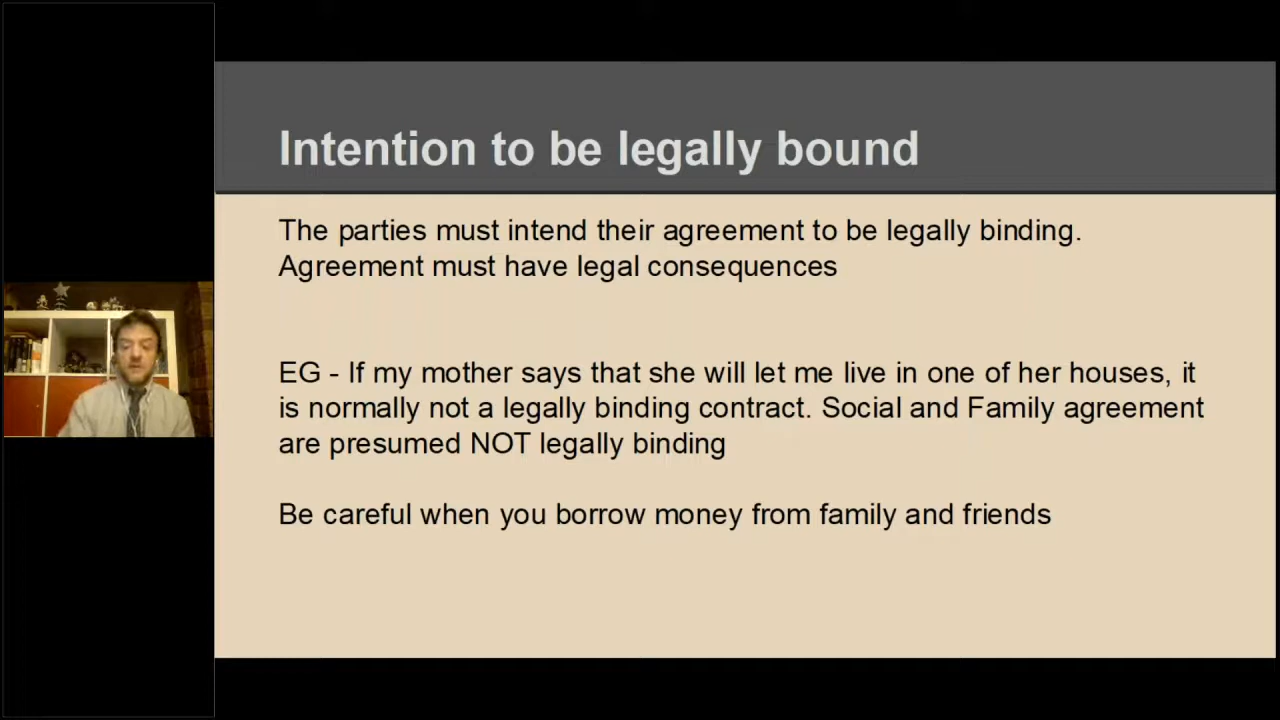 Intention to be legally bound
The parties must intend their agreement to be legally binding.
Agreement must have legal consequences
EG - If my mother says that she will let me live in one of her houses, it
is normally not a legally binding contract. Social and Family agreement
are presumed NOT legally binding
Be careful when you borrow money from family and friends